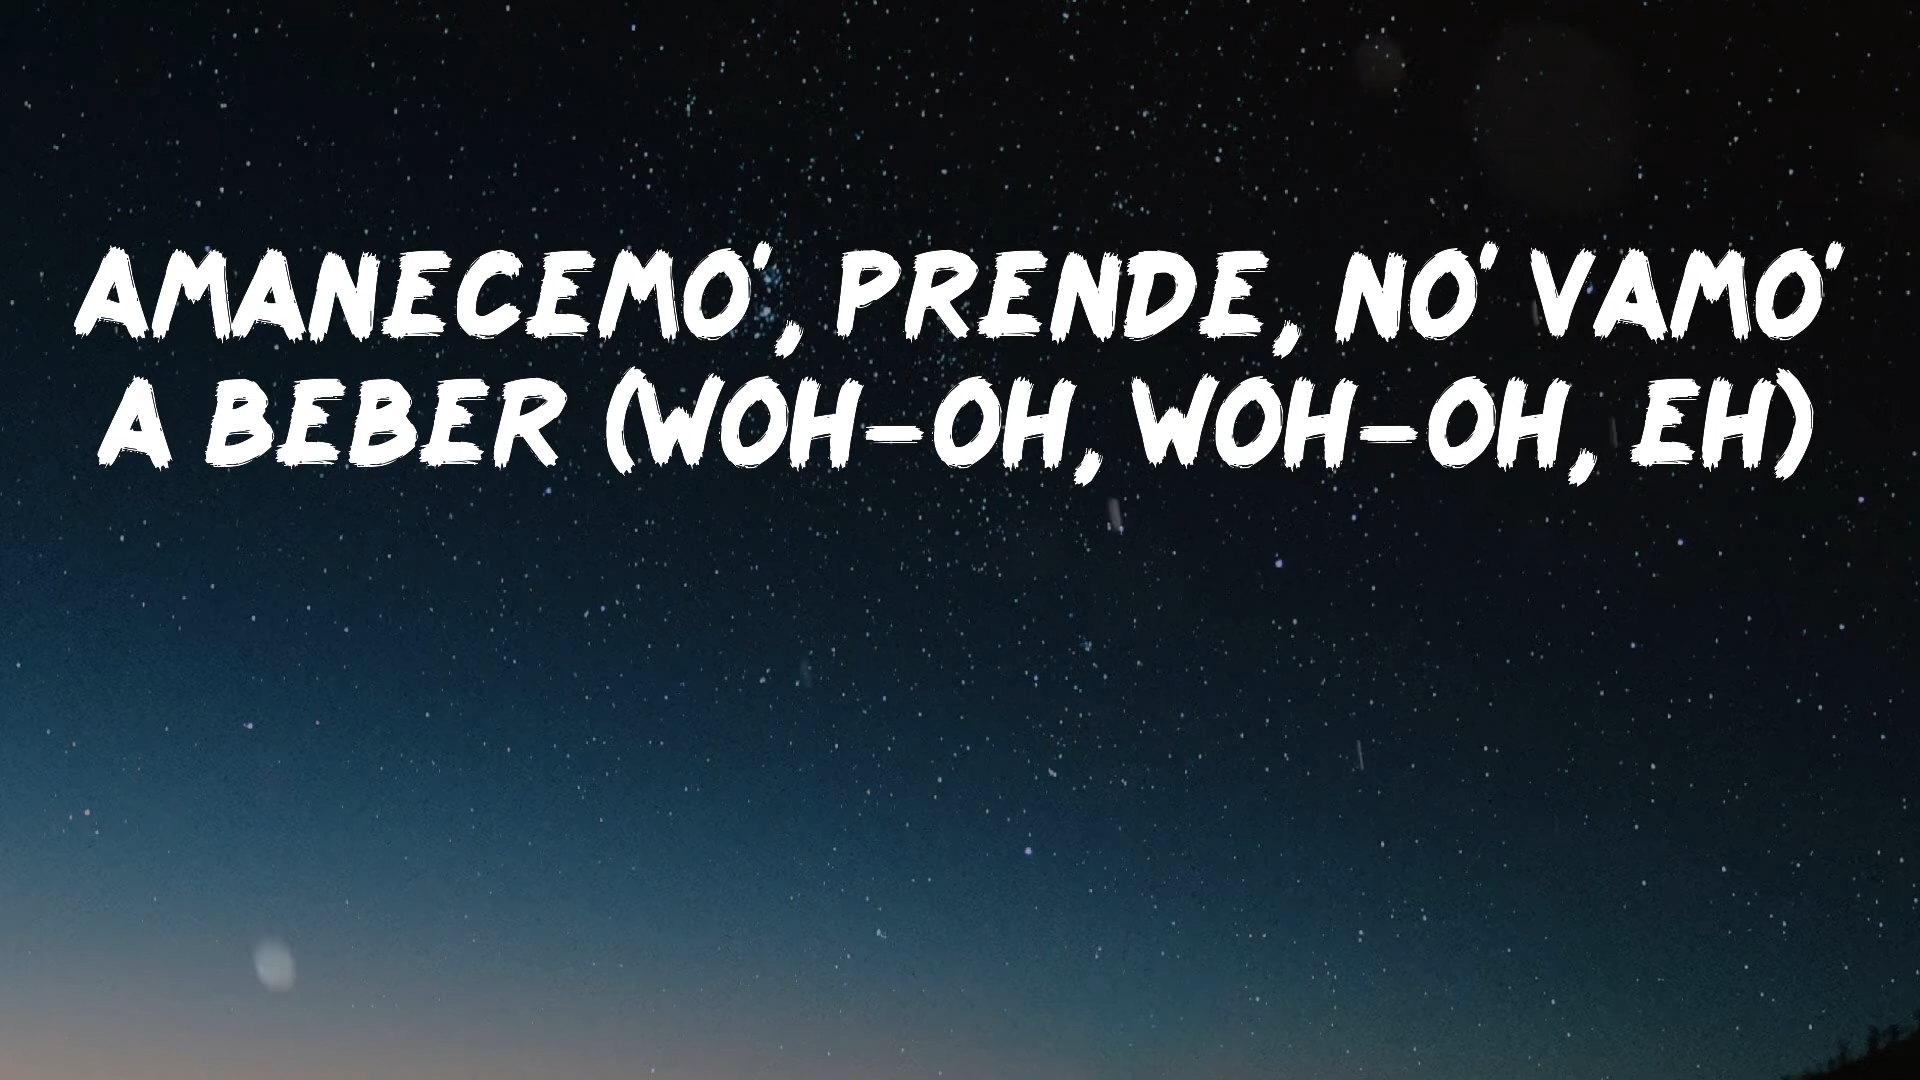 AMANECEMO', PRENDE, NO' VAMO'
A BEBER (WOH-OH, WOH-OH, EH)